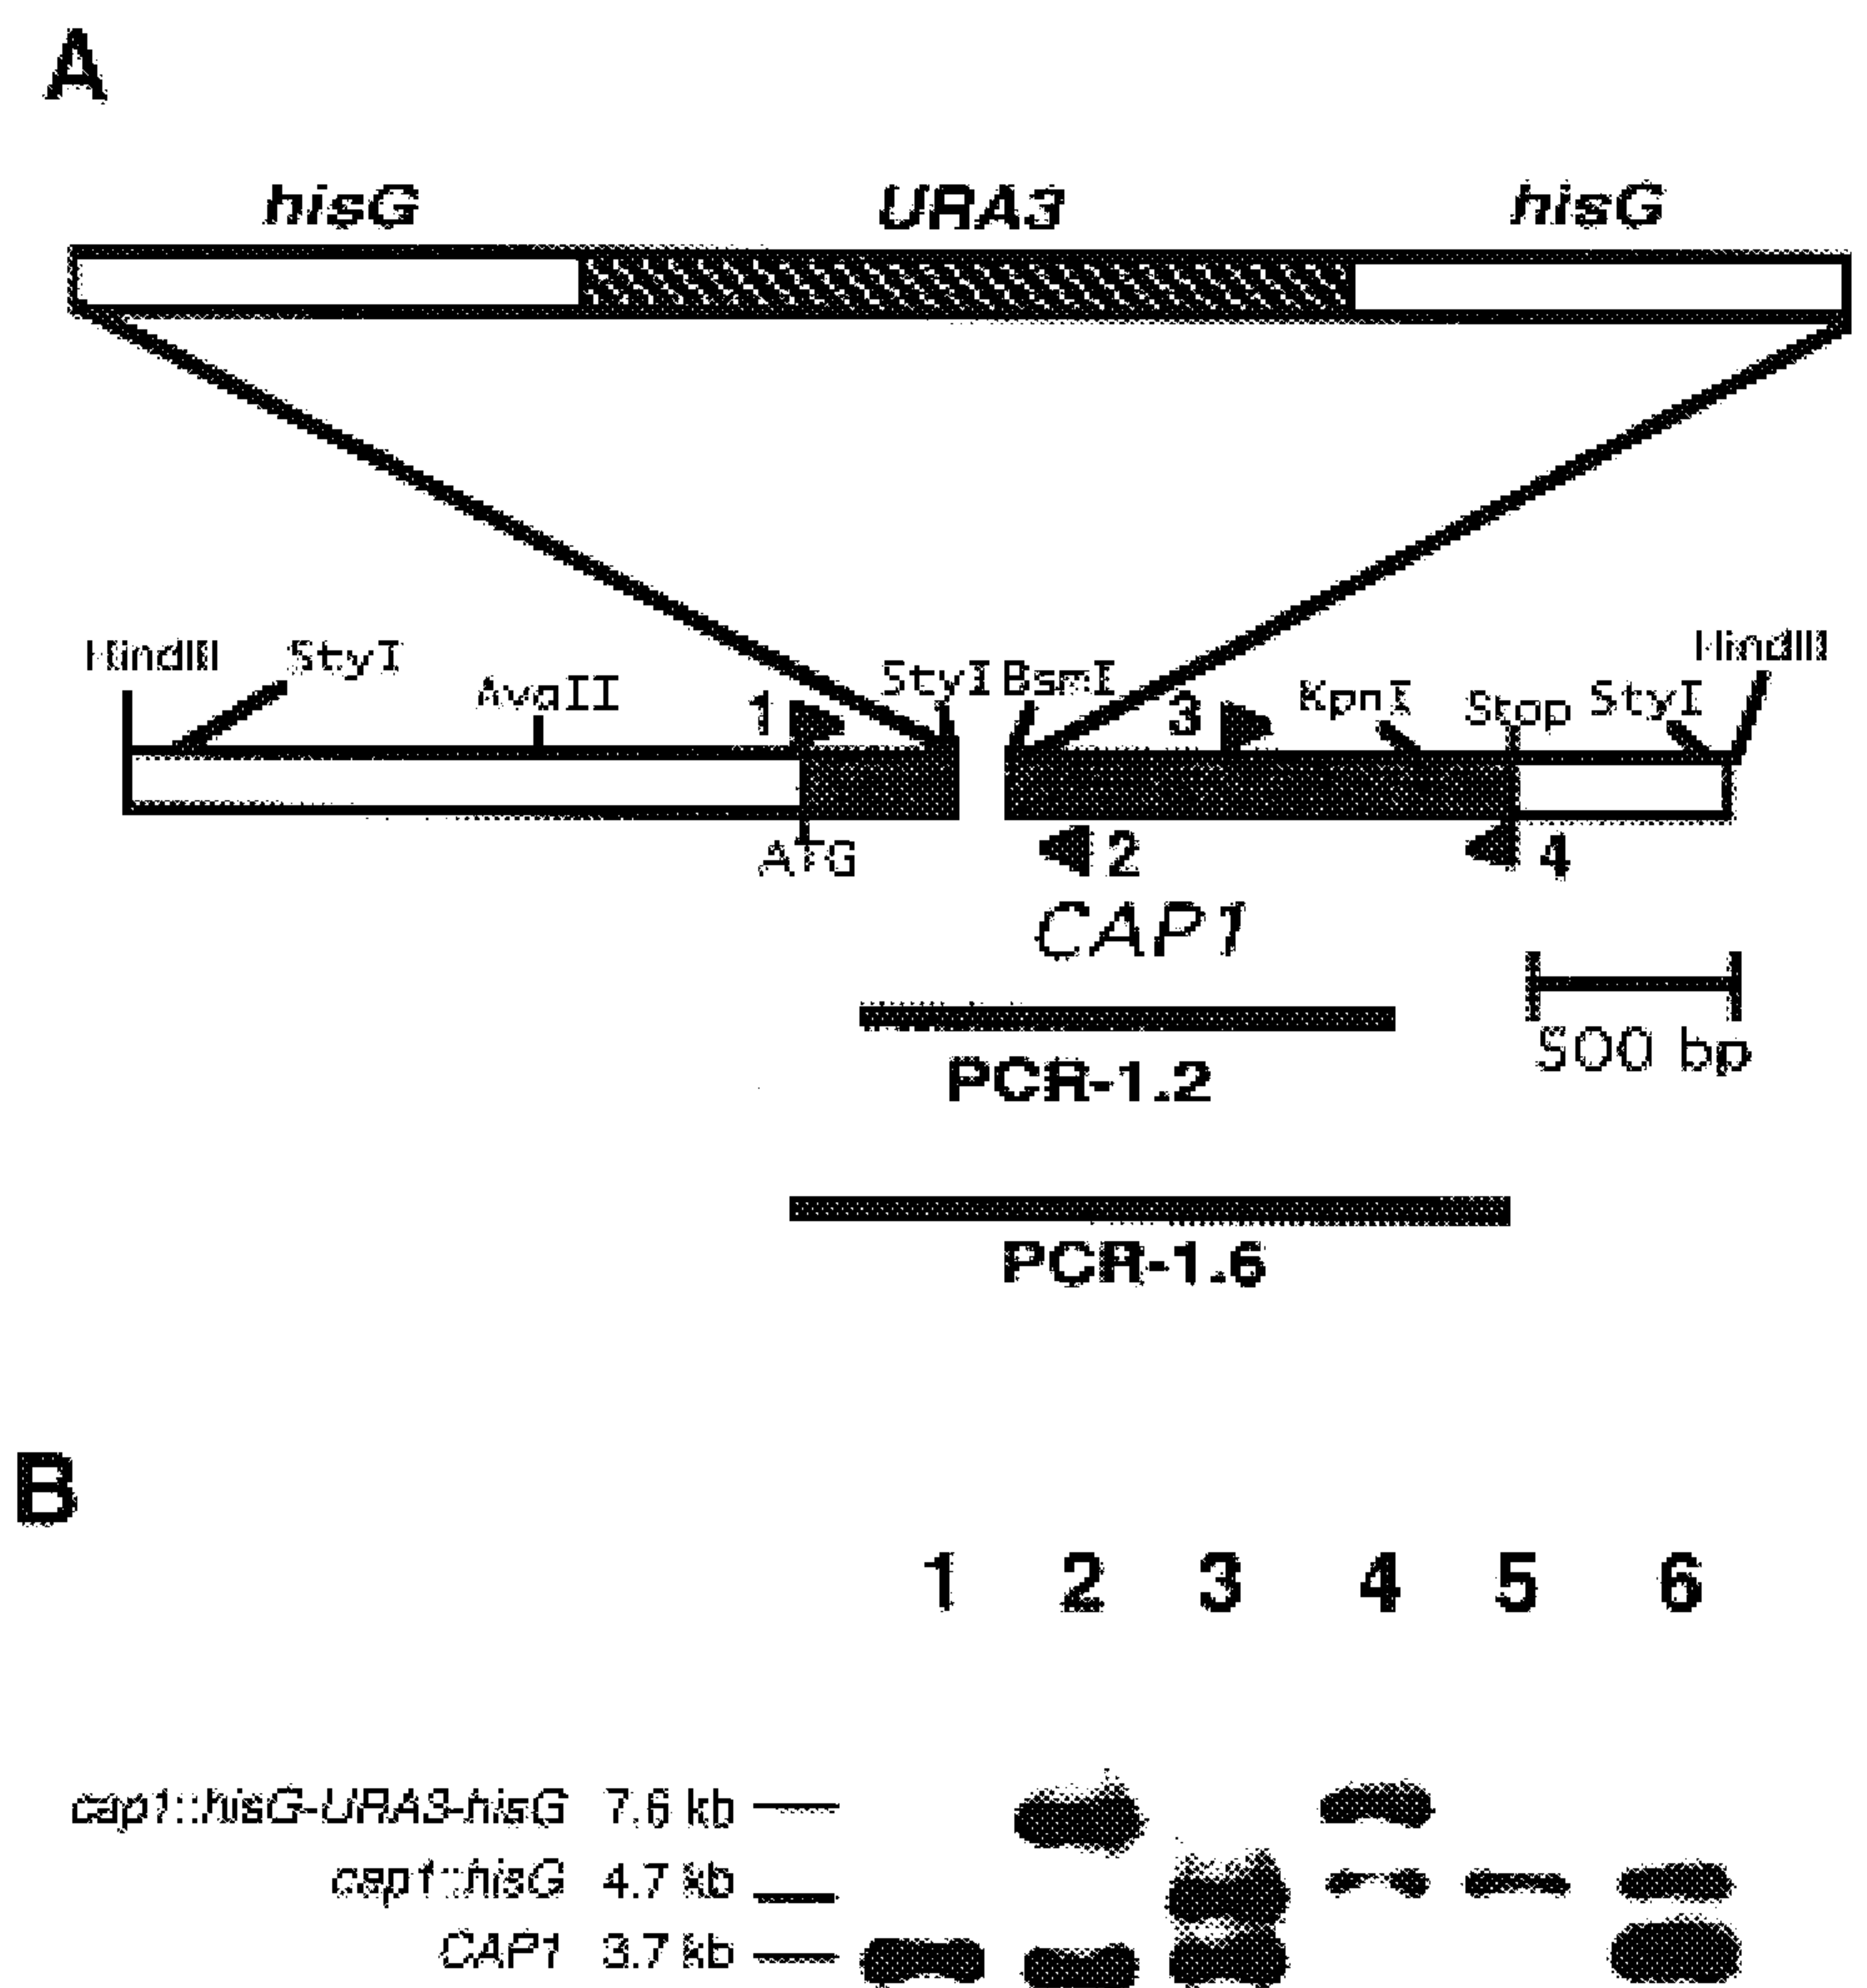 A
hisG URA3 hisG
HindIII StyI AvaII 1 StyI BsmI 3 KpnI Stop StyI HindIII
ATG 2 4
CAP1
500 bp
PCR-1.2
PCR-1.6
B
1 2 3 4 5 6
cap1::hisG-URA3-hisG 7.6 kb
cap1::hisG 4.7 kb
CAP1 3.7 kb